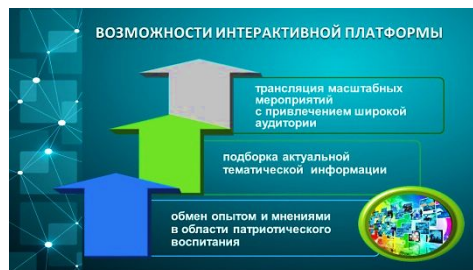 ВОЗМОЖНОСТИ ИНТЕРАКТИВНОЙ ПЛАТФОРМЫ
трансляция масштабных
мероприятий
с привлечением широкой
аудитории
подборка актуальной
тематической информации
обмен опытом и мнениями
в области патриотического
воспитания